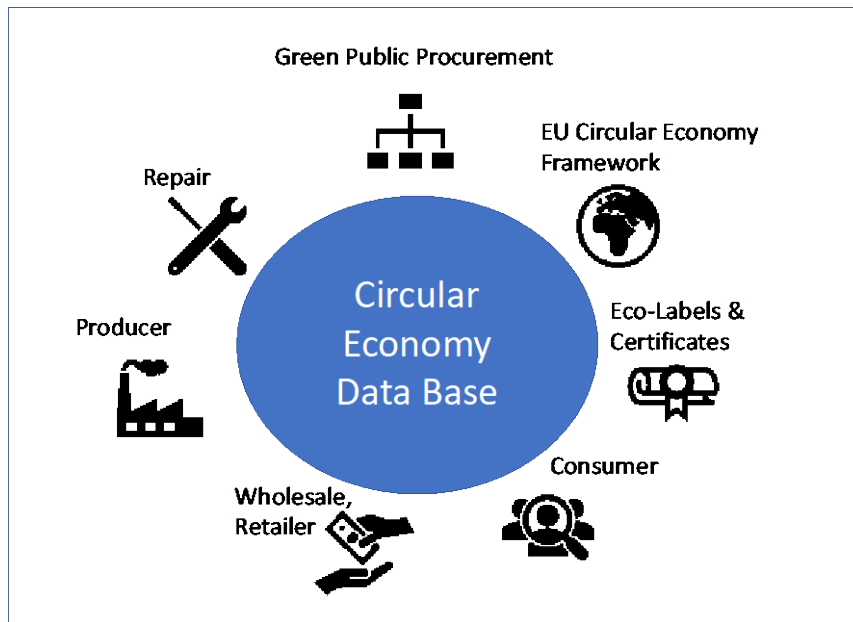 Green Public Procurement
EU Circular Economy
Framework
Repair
Circular
Economy
Data Base
Eco-Labels &
Certificates
Producer
Consumer
Wholesale,
Retailer